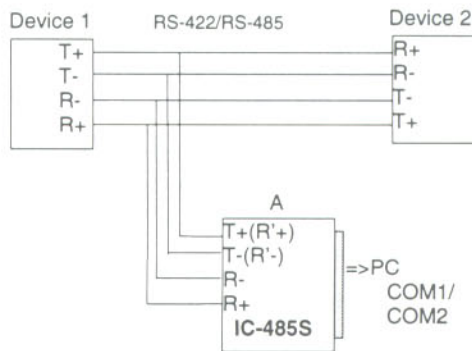 Device 1
RS-422/RS-485
Device 2
T+
T-
R-
R+
R+
R-
T-
T+
A
T+(R'+)
T-(R'-)
R-
R+
IC-485S
=>PC
COM1/
COM2